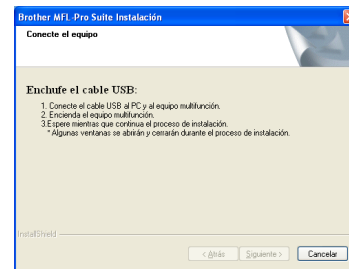 Brother MFL-Pro Suite Instalación
Conecte el equipo
Enchufe el cable USB:
1. Conecte el cable USB al PC y al equipo multifunción.
2. Encienda el equipo multifunción.
3.Espere mientras que continua el proceso de instalación.
* Algunas ventanas se abrirán y cerrarán durante el proceso de instalación.
InstallShield
< Atrás
Siguiente >
Cancelar